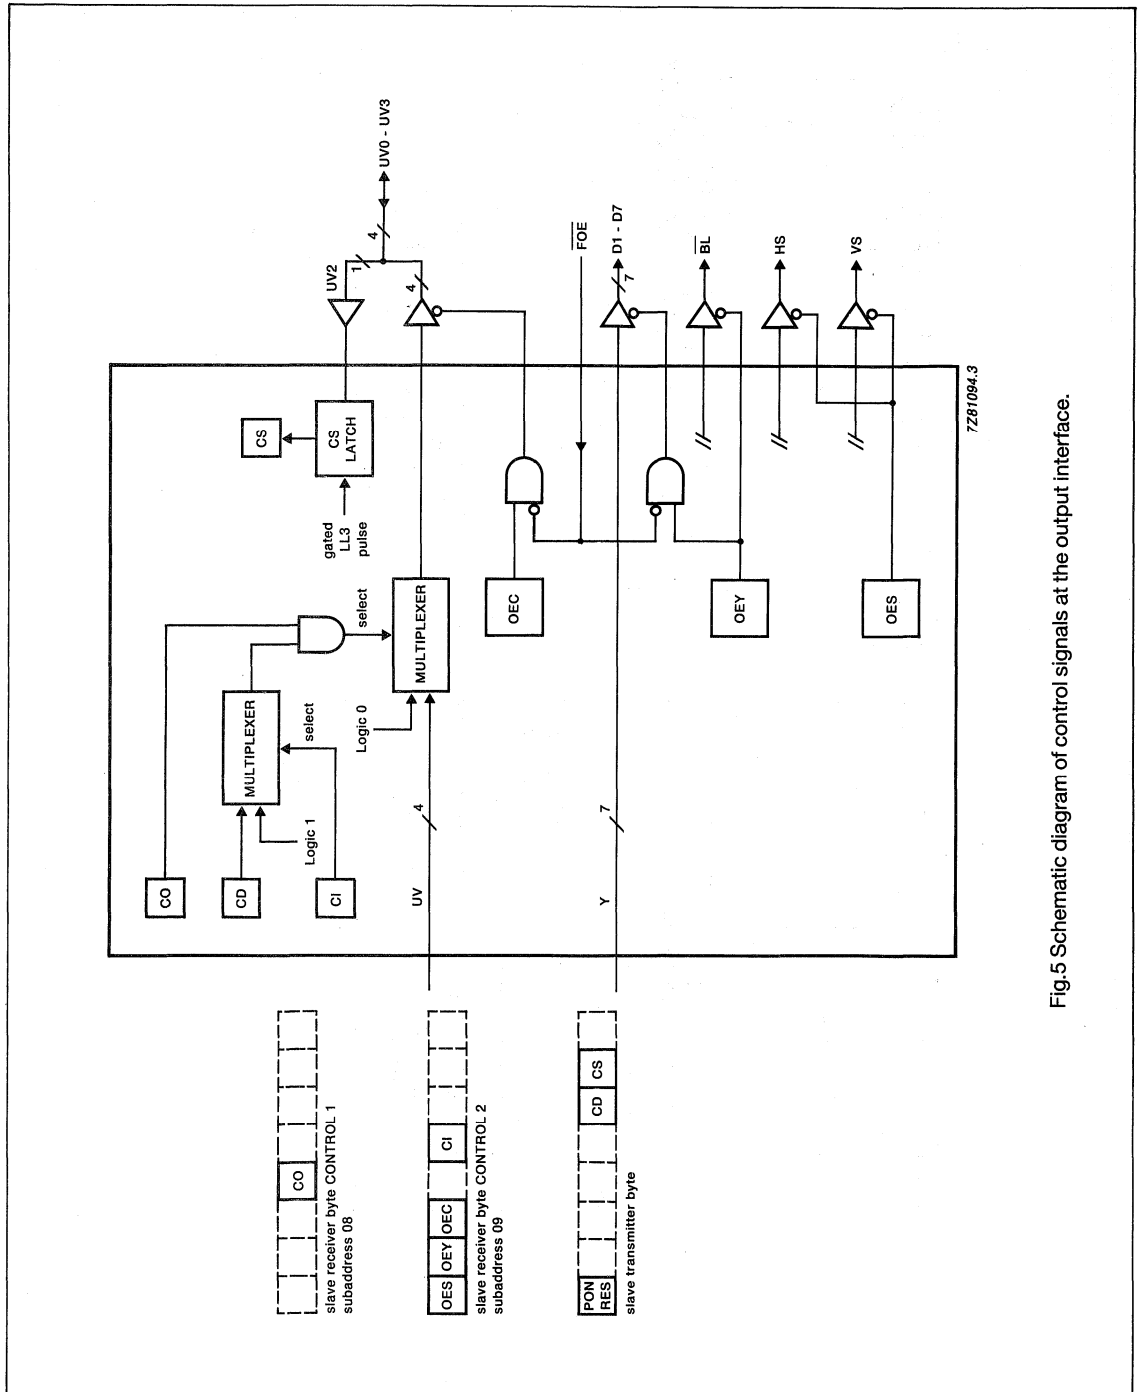 slave receiver byte CONTROL 1
subaddress 08
CO
slave receiver byte CONTROL 2
subaddress 09
OES OEY OEC CI
slave transmitter byte
PON
RES
CD CS
CO
CD
CI
Logic 1
MULTIPLEXER
select
UV
4
Logic 0
MULTIPLEXER
select
gated
LL3
pulse
CS
CS
LATCH
UV2
1
4
4
UV0 - UV3
OEC
FOE
Y
7
D1 - D7
7
OEY
BL
HS
VS
OES
7Z81094.3
Fig.5 Schematic diagram of control signals at the output interface.